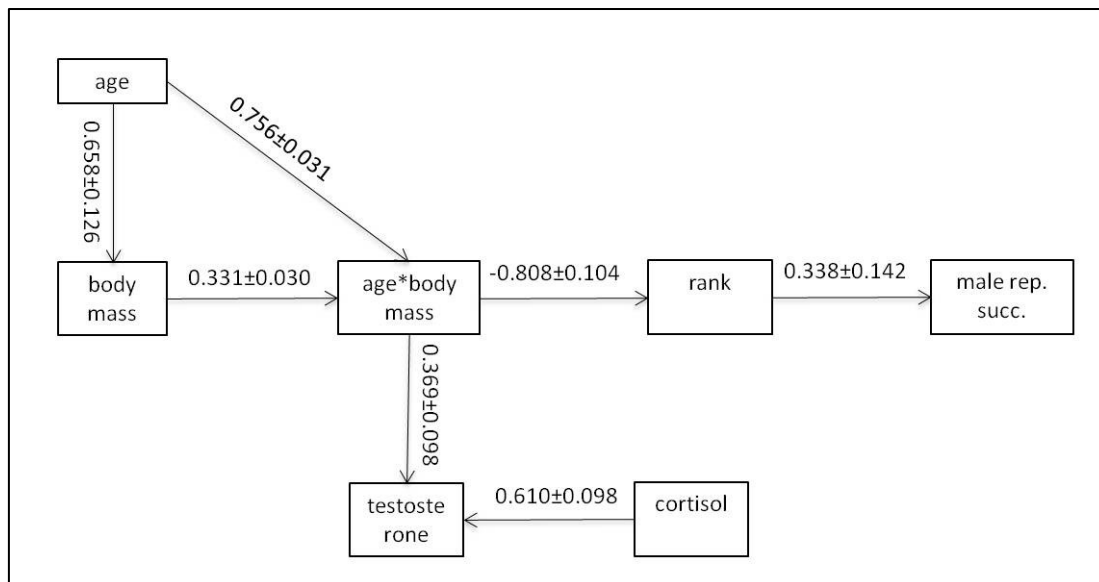 age
0.756±0.031
0.658±0.126
body
mass
0.331±0.030
age*body
mass
-0.808±0.104
rank
0.338±0.142
male rep.
succ.
0.369±0.098
testoste
rone
0.610±0.098
cortisol